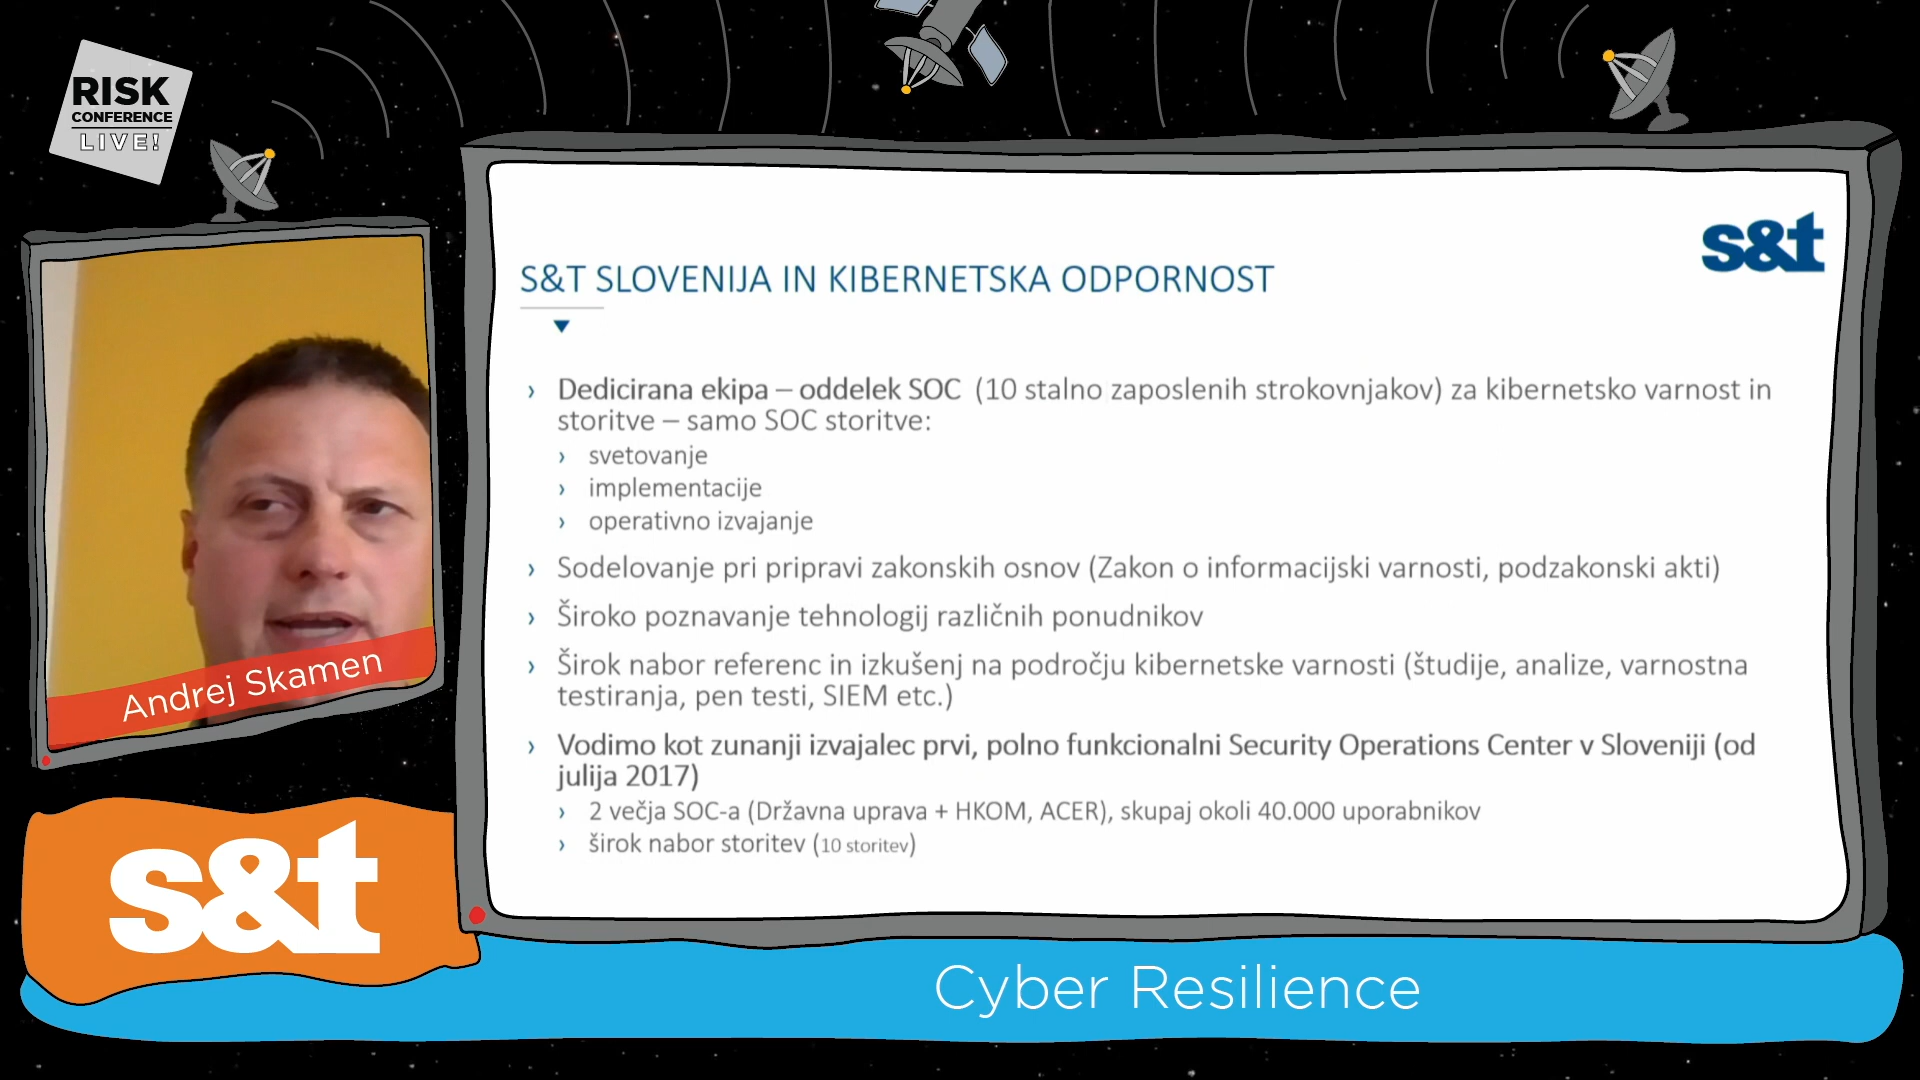 RISK
CONFERENCE
LIVE!
s&t
S&T SLOVENIJA IN KIBERNETSKA ODPORNOST
› Dedicirana ekipa – oddelek SOC (10 stalno zaposlenih strokovnjakov) za kibernetsko varnost in
storitve – samo SOC storitve:
› svetovanje
› implementacije
› operativno izvajanje
› Sodelovanje pri pripravi zakonskih osnov (Zakon o informacijski varnosti, podzakonski akti)
› Široko poznavanje tehnologij različnih ponudnikov
› Širok nabor referenc in izkušenj na področju kibernetske varnosti (študije, analize, varnostna
testiranja, pen testi, SIEM etc.)
› Vodimo kot zunanji izvajalec prvi, polno funkcionalni Security Operations Center v Sloveniji (od
julija 2017)
› 2 večja SOC-a (Državna uprava + HKOM, ACER), skupaj okoli 40.000 uporabnikov
› širok nabor storitev (10 storitev)
Andrej Skamen
s&t
Cyber Resilience